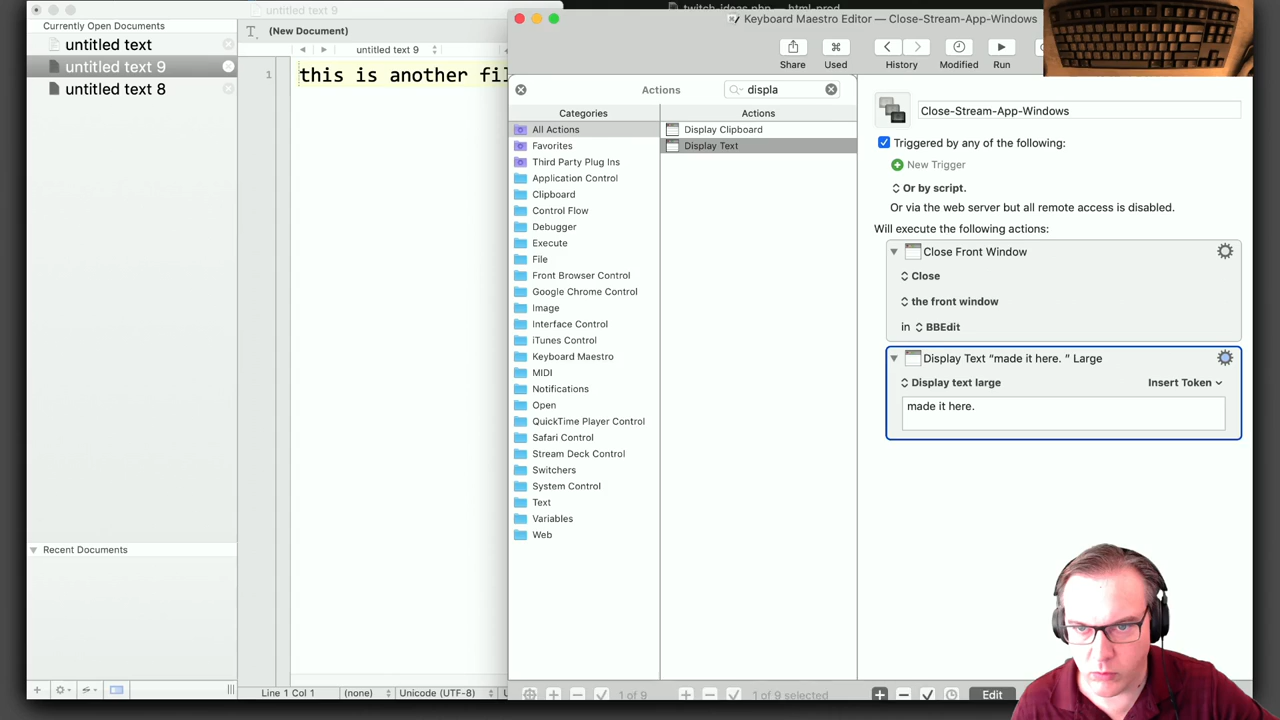 untitled text 9
twitch-ideas.php — html-prod
Currently Open Documents
untitled text
untitled text 9
untitled text 8
Recent Documents
(New Document)
untitled text 9
1
this is another fil
Line 1 Col 1
(none)
Unicode (UTF-8)
Keyboard Maestro Editor — Close-Stream-App-Windows
Share
Used
History
Modified
Run
Actions
displa
Categories
All Actions
Favorites
Third Party Plug Ins
Application Control
Clipboard
Control Flow
Debugger
Execute
File
Front Browser Control
Google Chrome Control
Image
Interface Control
iTunes Control
Keyboard Maestro
MIDI
Notifications
Open
QuickTime Player Control
Safari Control
Stream Deck Control
Switchers
System Control
Text
Variables
Web
Actions
Display Clipboard
Display Text
1 of 9
1 of 9 selected
Close-Stream-App-Windows
Triggered by any of the following:
New Trigger
Or by script.
Or via the web server but all remote access is disabled.
Will execute the following actions:
Close Front Window
Close
the front window
in BBEdit
Display Text “made it here. ” Large
Display text large
Insert Token
made it here.
Edit